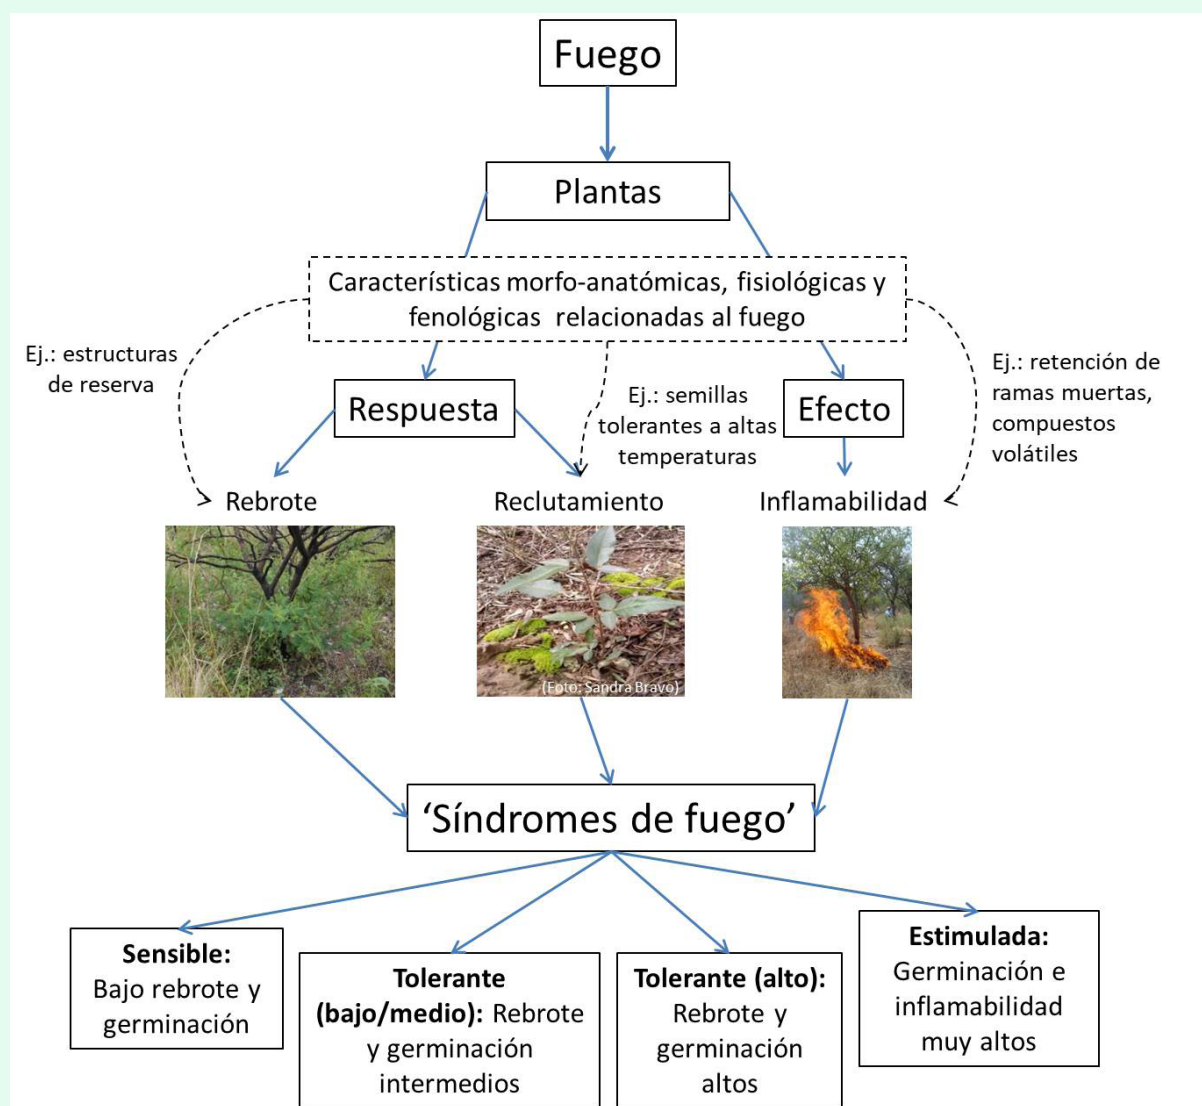 Fuego
Plantas
Característícas morfo-anatómicas, fisiológicas y
fenológicas relacionadas al fuego
Ej.: estructuras
de reserva
Respuesta
Ej.: semillas
tolerantes a altas
temperaturas
Efecto
Ej.: retención de
ramas muertas,
compuestos
volátiles
Rebrote
Reclutamiento
Inflamabilidad
(Foto: Sandra Bravo)
‘Síndromes de fuego’
Sensible:
Bajo rebrote y
germinación
Tolerante
(bajo/medio): Rebrote
y germinación
intermedios
Tolerante (alto):
Rebrote y
germinación
altos
Estimulada:
Germinación e
inflamabilidad
muy altos